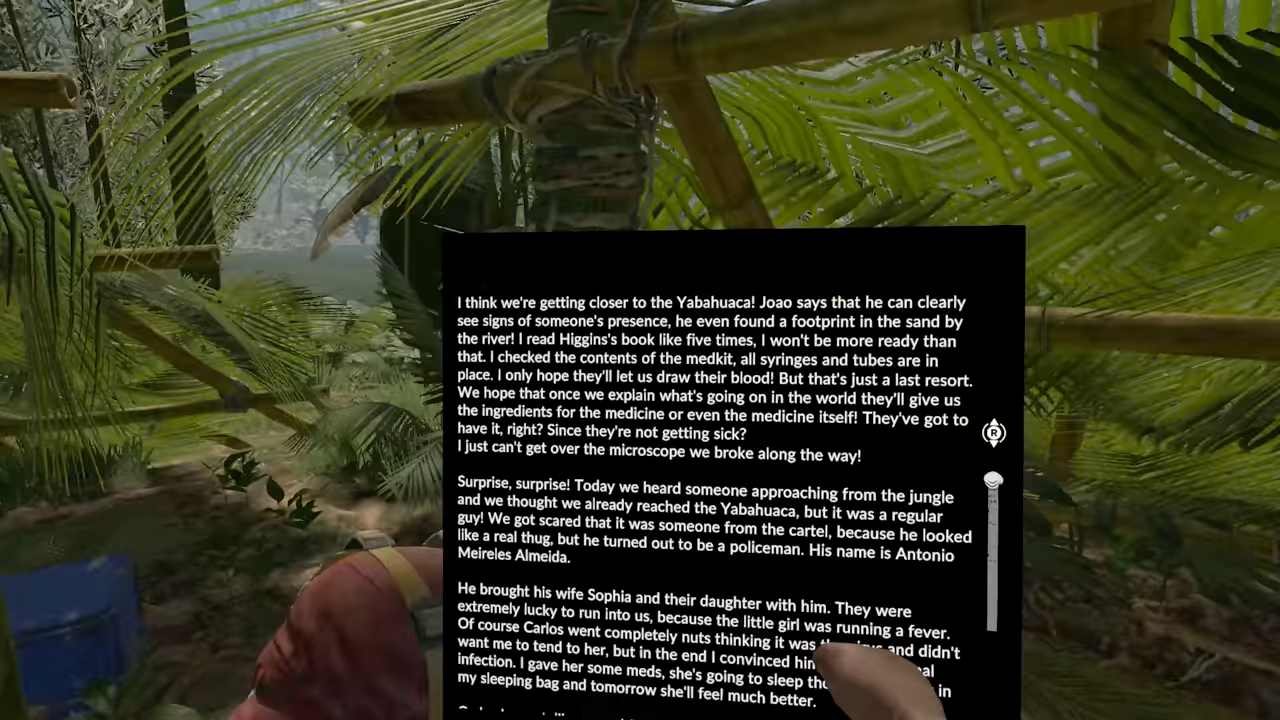 I think we're getting closer to the Yabahuaca! Joao says that he can clearly
see signs of someone's presence, he even found a footprint in the sand by
the river! I read Higgins's book like five times, I won't be more ready than
that. I checked the contents of the medkit, all syringes and tubes are in
place. I only hope they'll let us draw their blood! But that's just a last resort.
We hope that once we explain what's going on in the world they'll give us
the ingredients for the medicine or even the medicine itself! They've got to
have it, right? Since they're not getting sick?
R
I just can't get over the microscope we broke along the way!
Surprise, surprise! Today we heard someone approaching from the jungle
and we thought we already reached the Yabahuaca, but it was a regular
guy! We got scared that it was someone from the cartel, because he looked
like a real thug, but he turned out to be a policeman. His name is Antonio
Meireles Almeida.
He brought his wife Sophia and their daughter with him. They were
extremely lucky to run into us, because the little girl was running a fever.
Of course Carlos went completely nuts thinking it was and didn't
want me to tend to her, but in the end I convinced
infection. I gave her some meds, she's going to sleep in
my sleeping bag and tomorrow she'll feel much better.